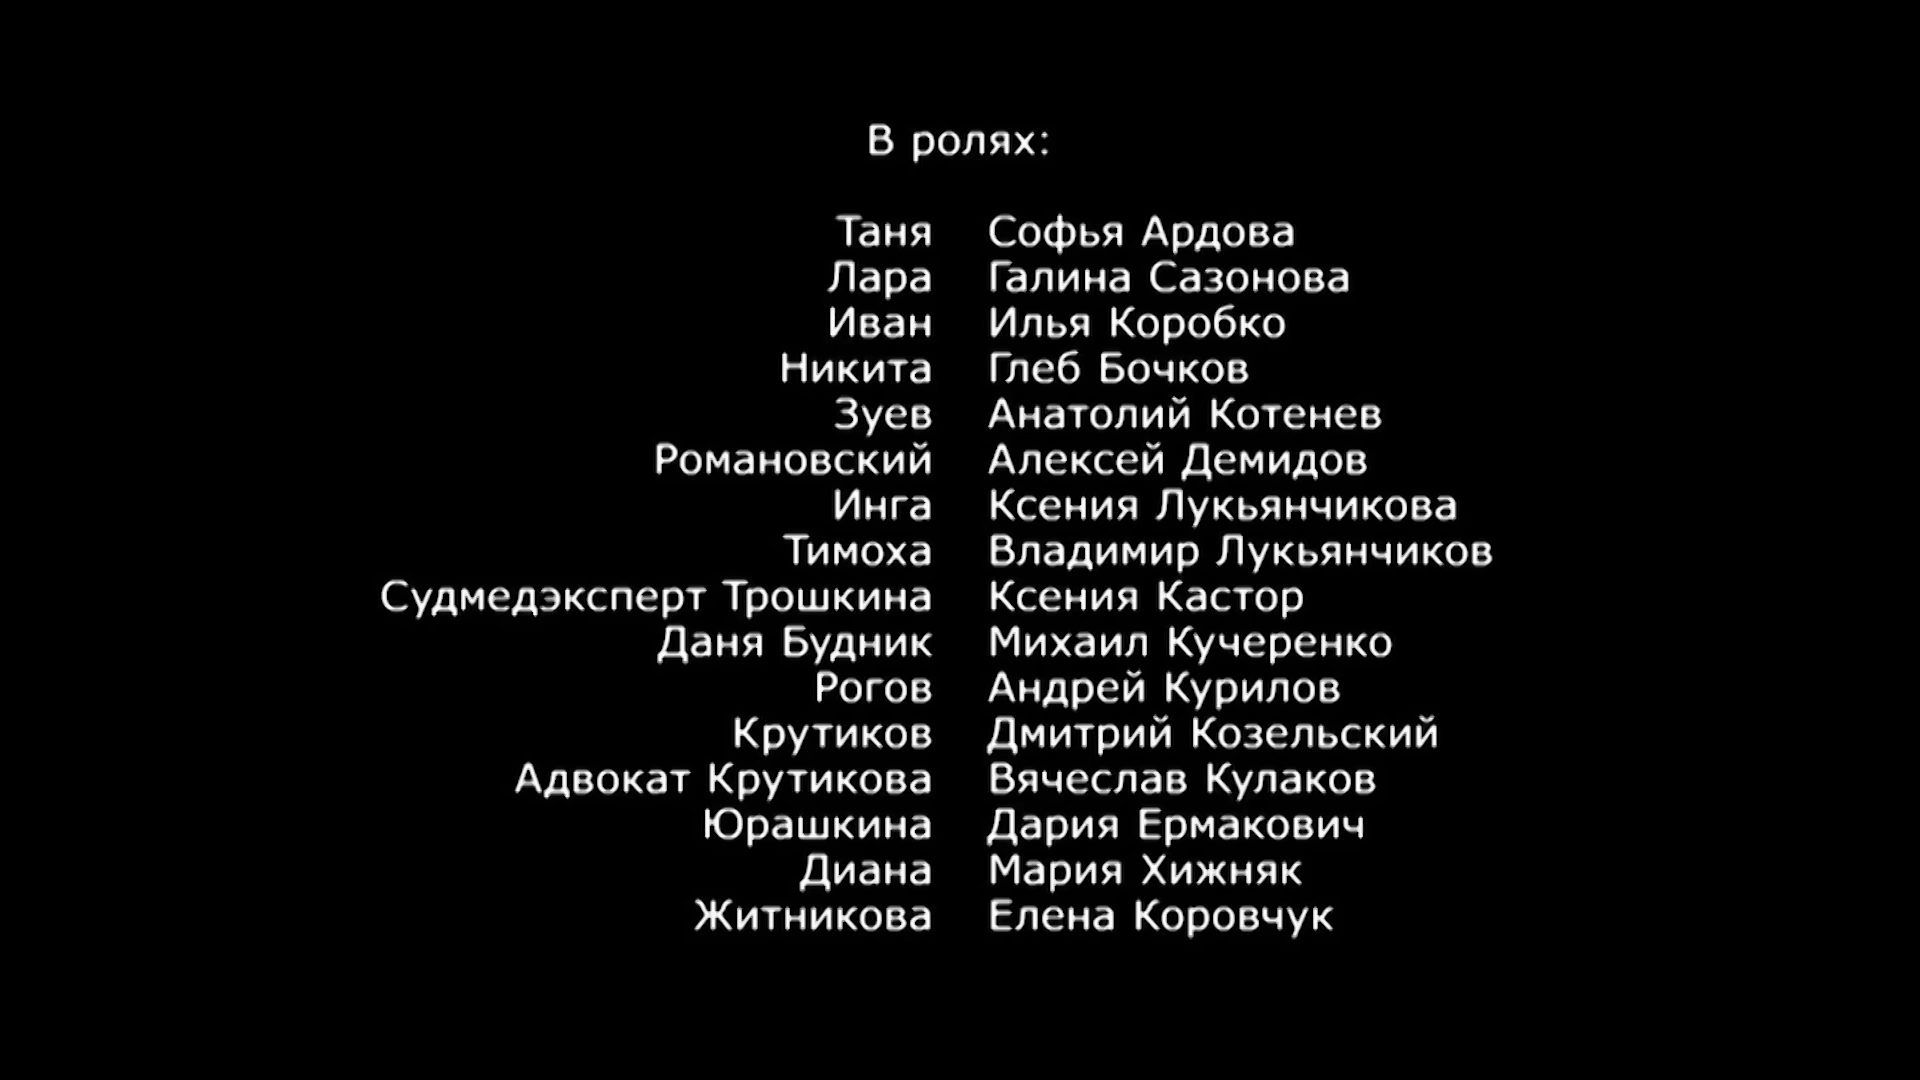 В ролях:
Таня Софья Ардова
Лара Галина Сазонова
Иван Илья Коробко
Никита Глеб Бочков
Зуев Анатолий Котенев
Романовский Алексей Демидов
Инга Ксения Лукьянчикова
Тимоха Владимир Лукьянчиков
Судмедэксперт Трошкина Ксения Кастор
Даня Будник Михаил Кучеренко
Рогов Андрей Курилов
Крутиков Дмитрий Козельский
Адвокат Крутикова Вячеслав Кулаков
Юрашкина Дария Ермакович
Диана Мария Хижняк
Житникова Елена Коровчук